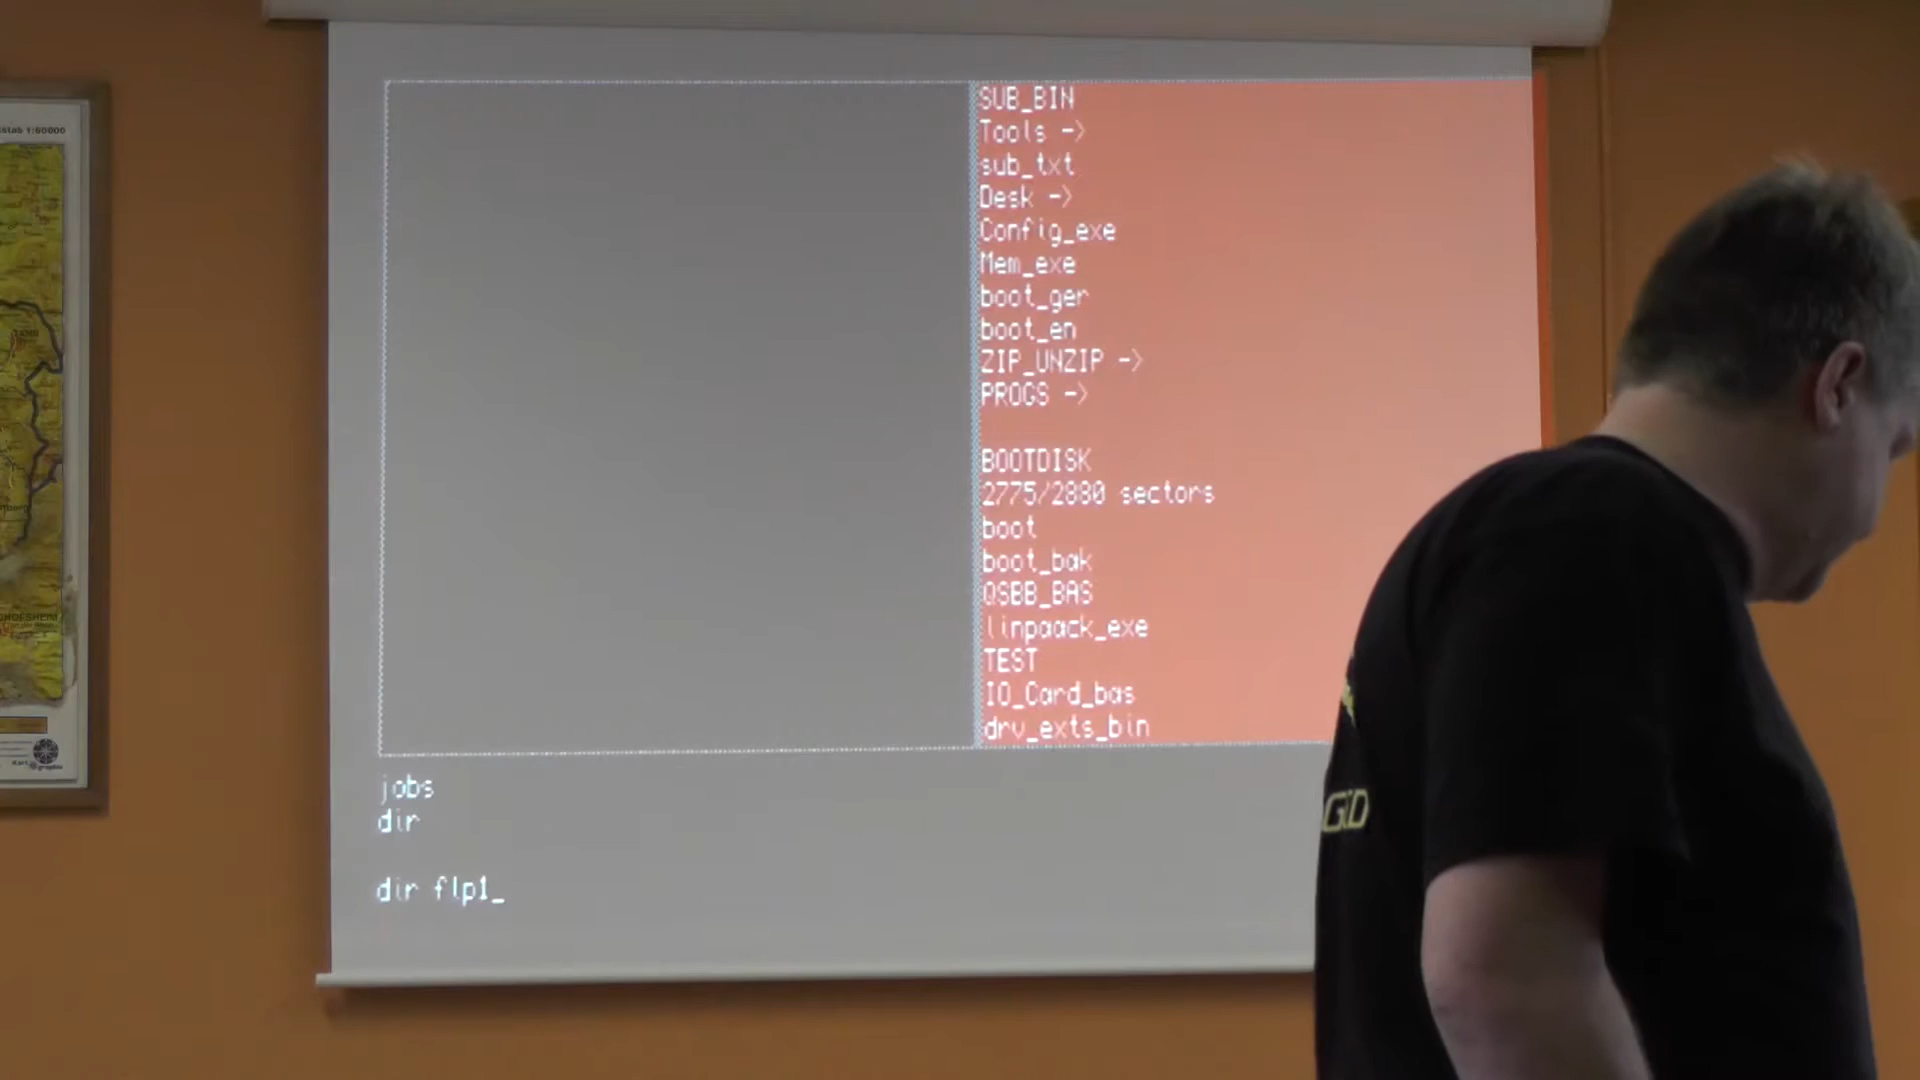 SUB_BIN
Tools ->
sub_txt
Desk ->
Config_exe
Mem_exe
boot_ger
boot_en
ZIP_UNZIP ->
PROGS ->
BOOTDISK
2775/2880 sectors
boot
boot_bak
QSBB_BAS
linpaack_exe
TEST
IO_Card_bas
drv_exts_bin
jobs
dir
dir flp1_